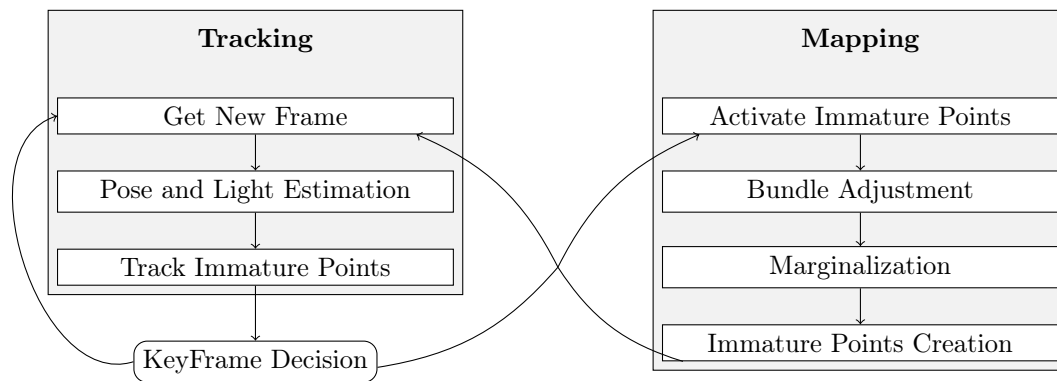 Tracking
Get New Frame
Pose and Light Estimation
Track Immature Points
KeyFrame Decision
Mapping
Activate Immature Points
Bundle Adjustment
Marginalization
Immature Points Creation